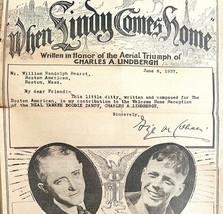 When Lindy Comes Home
Written in Honor of the Aerial Triumph of
CHARLES A. LINDBERGH
June 8, 1927,
Mr. William Randolph Hearst,
Boston American,
Boston, Mass.
My dear Friend:-
This little ditty, written and composed for The
Boston American, is my contribution to the Welcome Home Reception
of the REAL YANKEE DOODLE DANDY, CHARLES A. LINDBERGH.
Sincerely,
Geo. M. Cohan